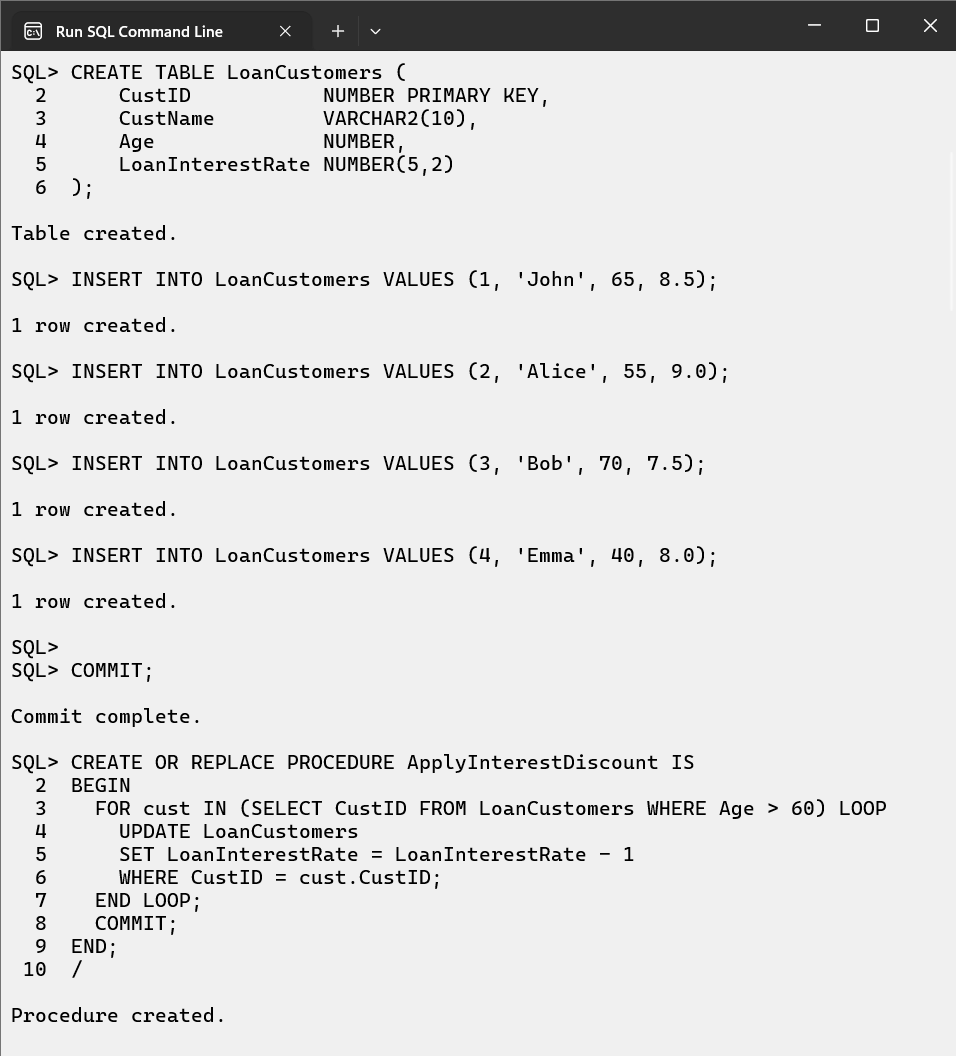 Run SQL Command Line
SQL> CREATE TABLE LoanCustomers (
  2      CustID           NUMBER PRIMARY KEY,
  3      CustName         VARCHAR2(10),
  4      Age              NUMBER,
  5      LoanInterestRate NUMBER(5,2)
  6  );
Table created.
SQL> INSERT INTO LoanCustomers VALUES (1, 'John', 65, 8.5);
1 row created.
SQL> INSERT INTO LoanCustomers VALUES (2, 'Alice', 55, 9.0);
1 row created.
SQL> INSERT INTO LoanCustomers VALUES (3, 'Bob', 70, 7.5);
1 row created.
SQL> INSERT INTO LoanCustomers VALUES (4, 'Emma', 40, 8.0);
1 row created.
SQL>
SQL> COMMIT;
Commit complete.
SQL> CREATE OR REPLACE PROCEDURE ApplyInterestDiscount IS
  2  BEGIN
  3    FOR cust IN (SELECT CustID FROM LoanCustomers WHERE Age > 60) LOOP
  4      UPDATE LoanCustomers
  5      SET LoanInterestRate = LoanInterestRate - 1
  6      WHERE CustID = cust.CustID;
  7    END LOOP;
  8    COMMIT;
  9  END;
 10  /
Procedure created.